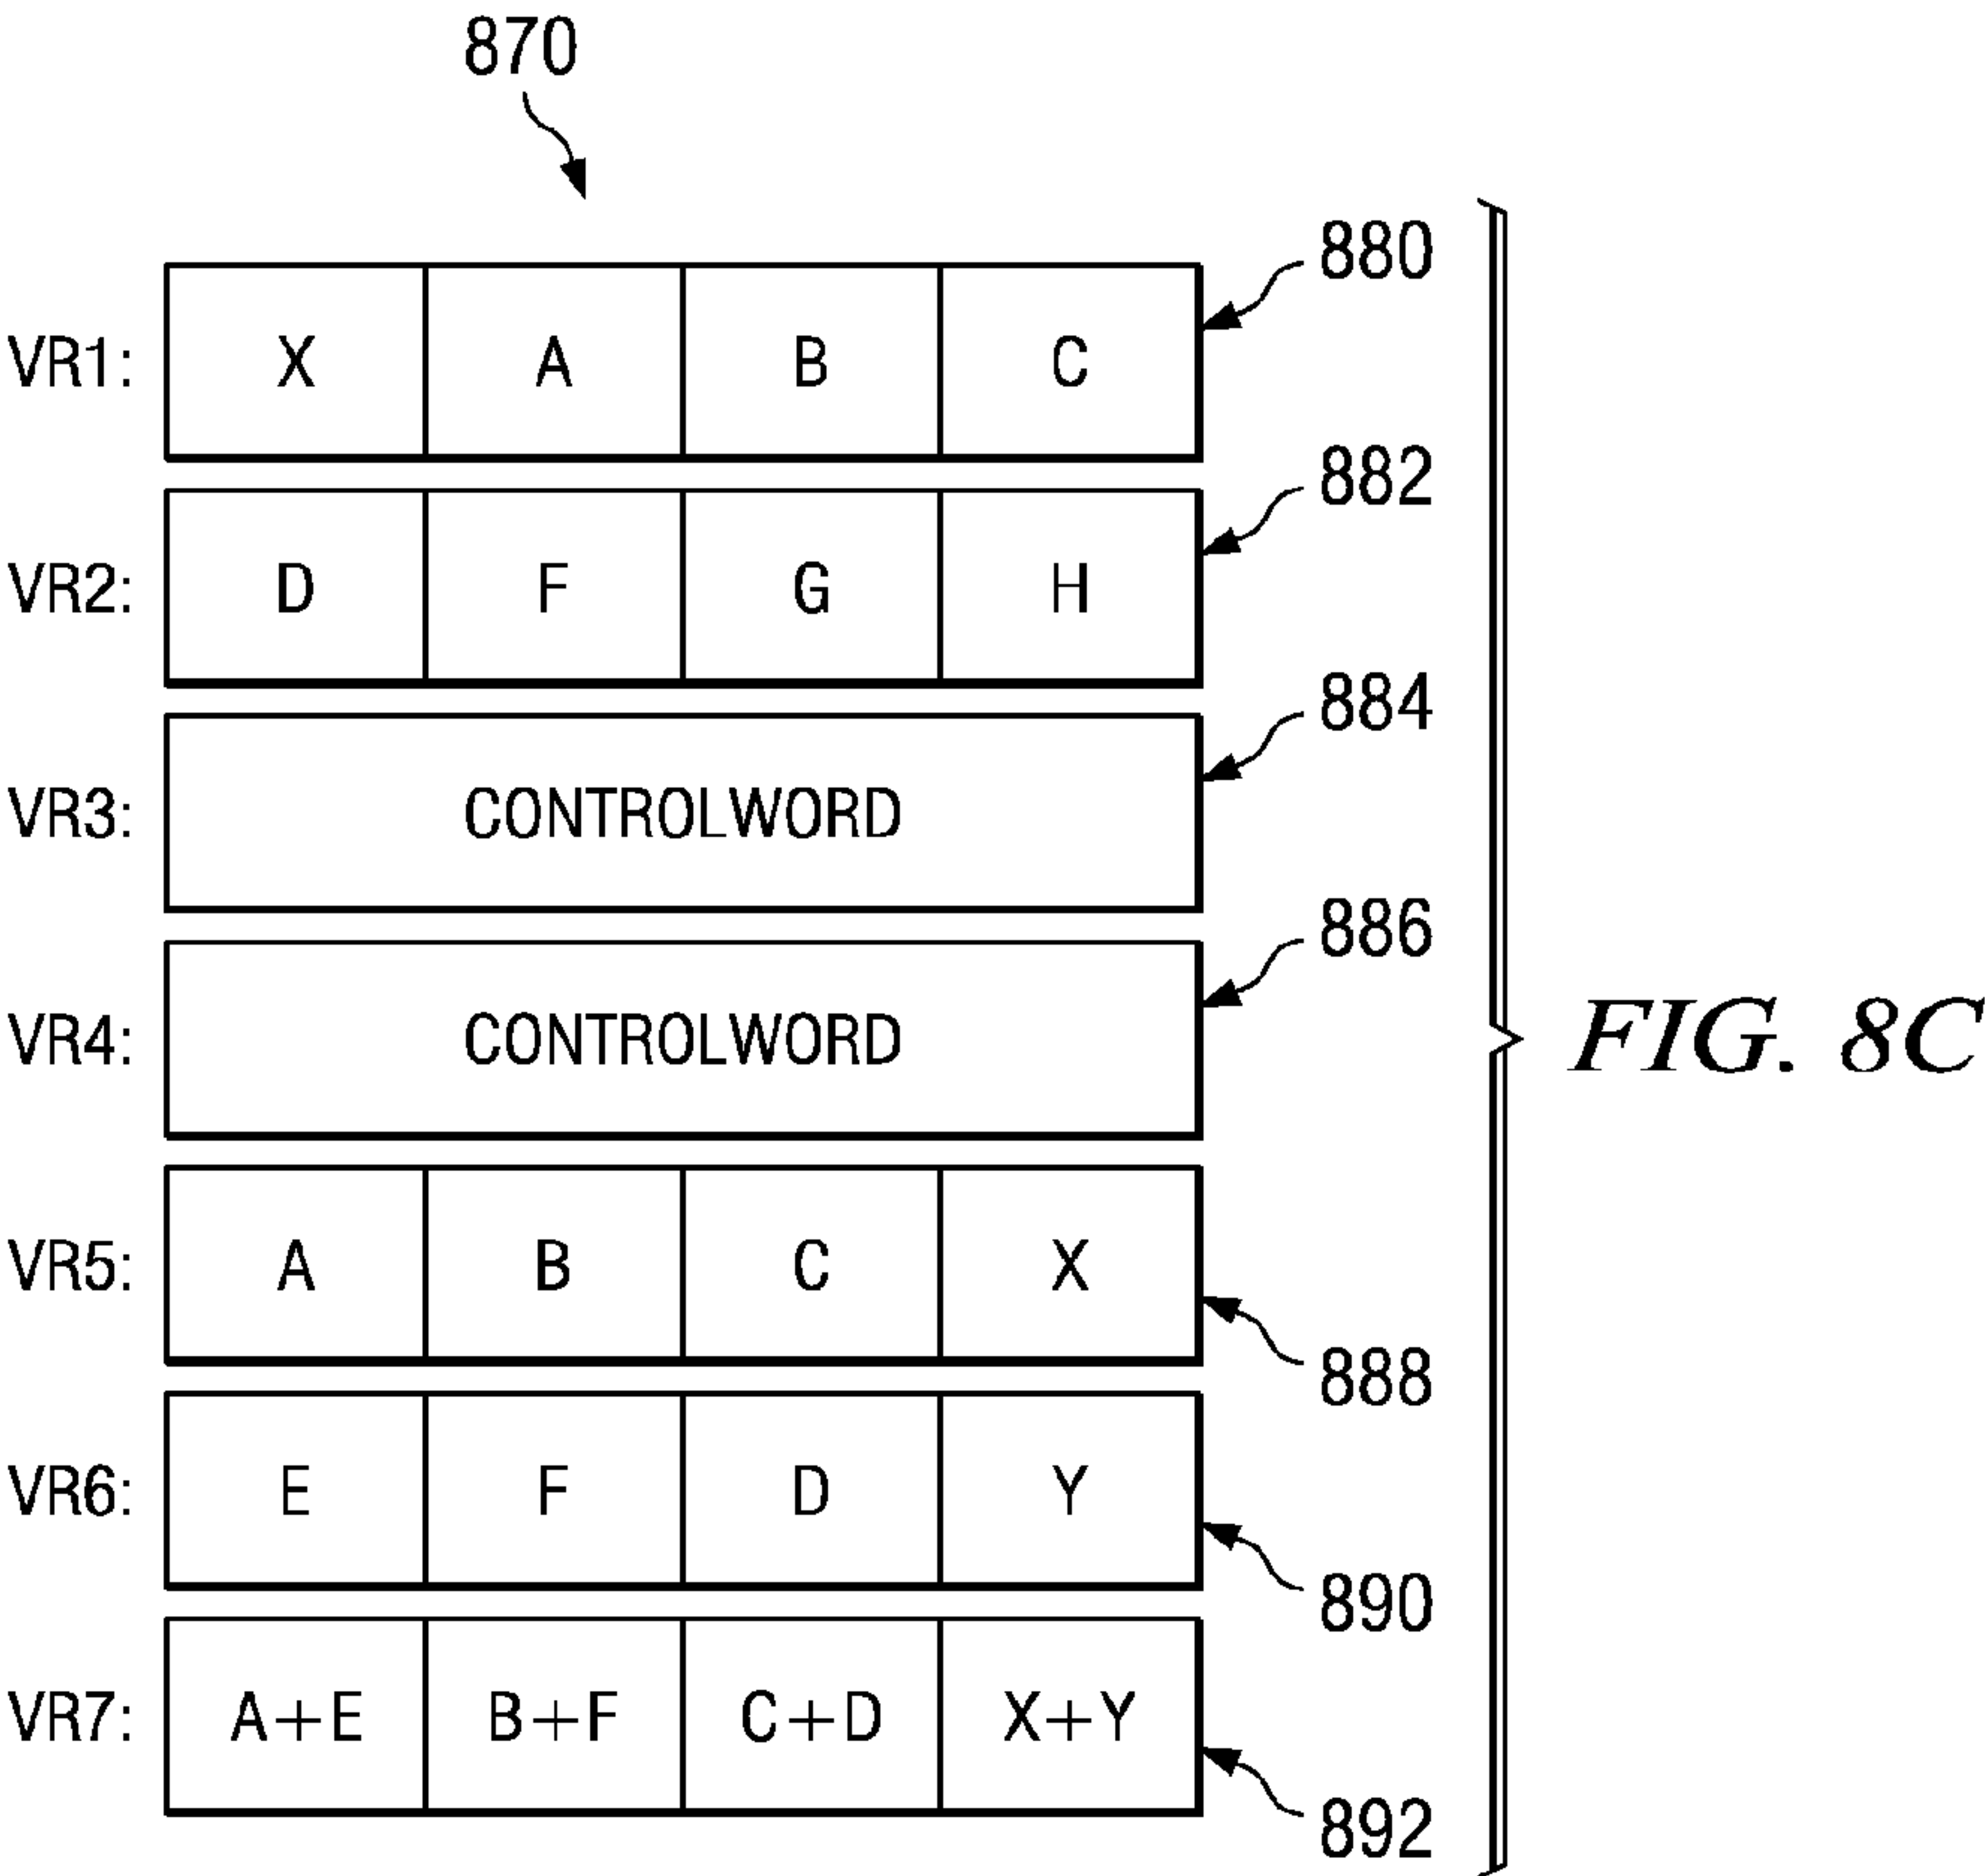 870
880
VR1: X A B C
882
VR2: D F G H
884
VR3: CONTROLWORD
886
VR4: CONTROLWORD
FIG. 8C
VR5: A B C X
888
VR6: E F D Y
890
VR7: A+E B+F C+D X+Y
892